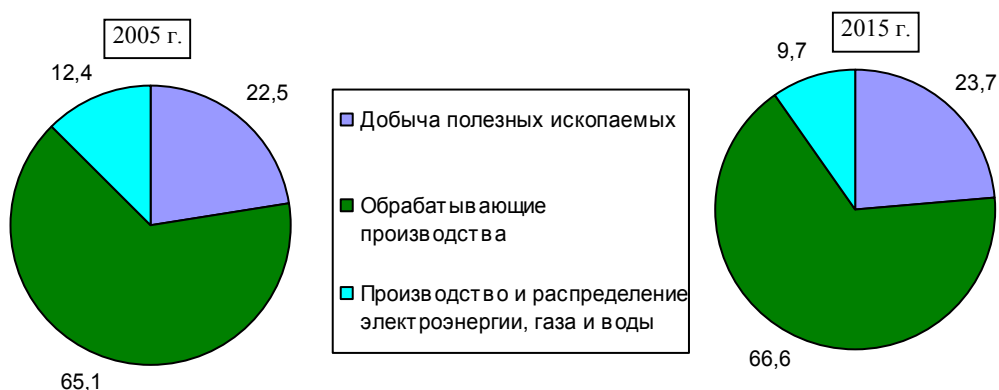 2005 г.
12,4
22,5
65,1
Добыча полезных ископаемых
Обрабатывающие
производства
Производство и распределение
электроэнергии, газа и воды
2015 г.
9,7
23,7
66,6